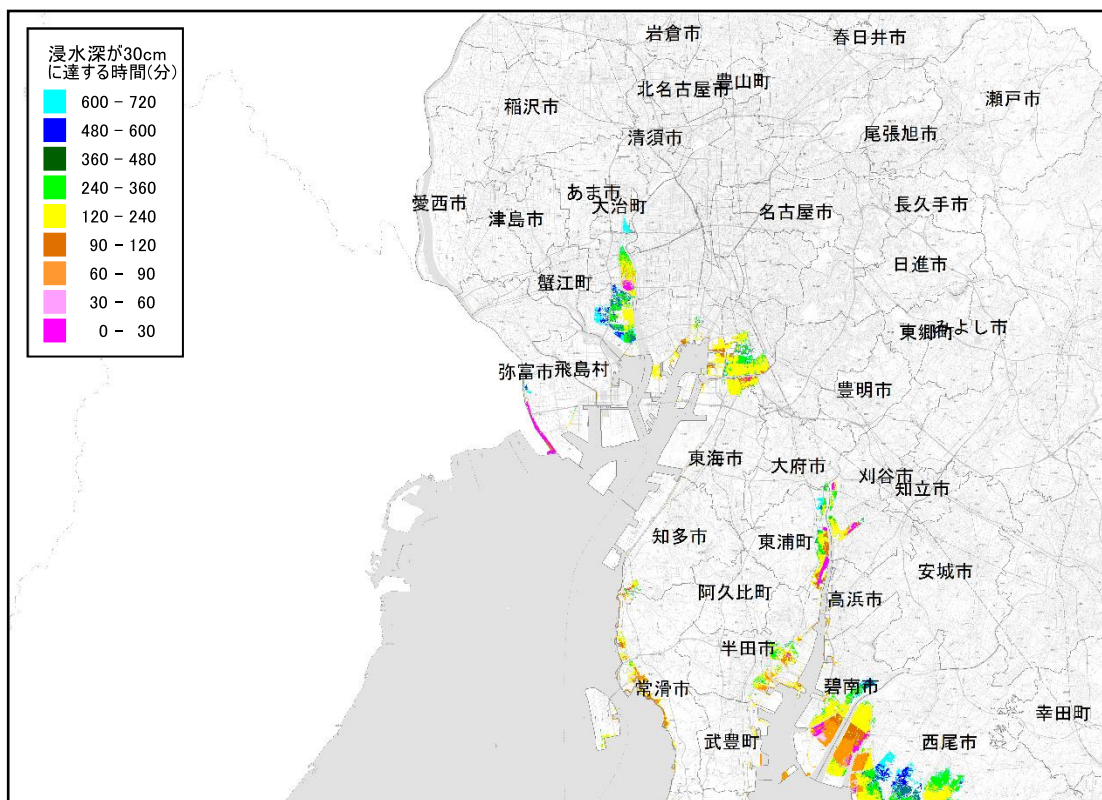 浸水深が30cm
に達する時間(分)
600 - 720
480 - 600
360 - 480
240 - 360
120 - 240
90 - 120
60 - 90
30 - 60
0 - 30
岩倉市
春日井市
北名古屋市
豊山町
稲沢市
瀬戸市
清須市
尾張旭市
あま市
大治町
愛西市
津島市
名古屋市
長久手市
日進市
蟹江町
東郷町
みよし市
弥富市
飛島村
豊明市
東海市
大府市
刈谷市
知立市
知多市
東浦町
安城市
阿久比町
高浜市
半田市
常滑市
碧南市
幸田町
武豊町
西尾市